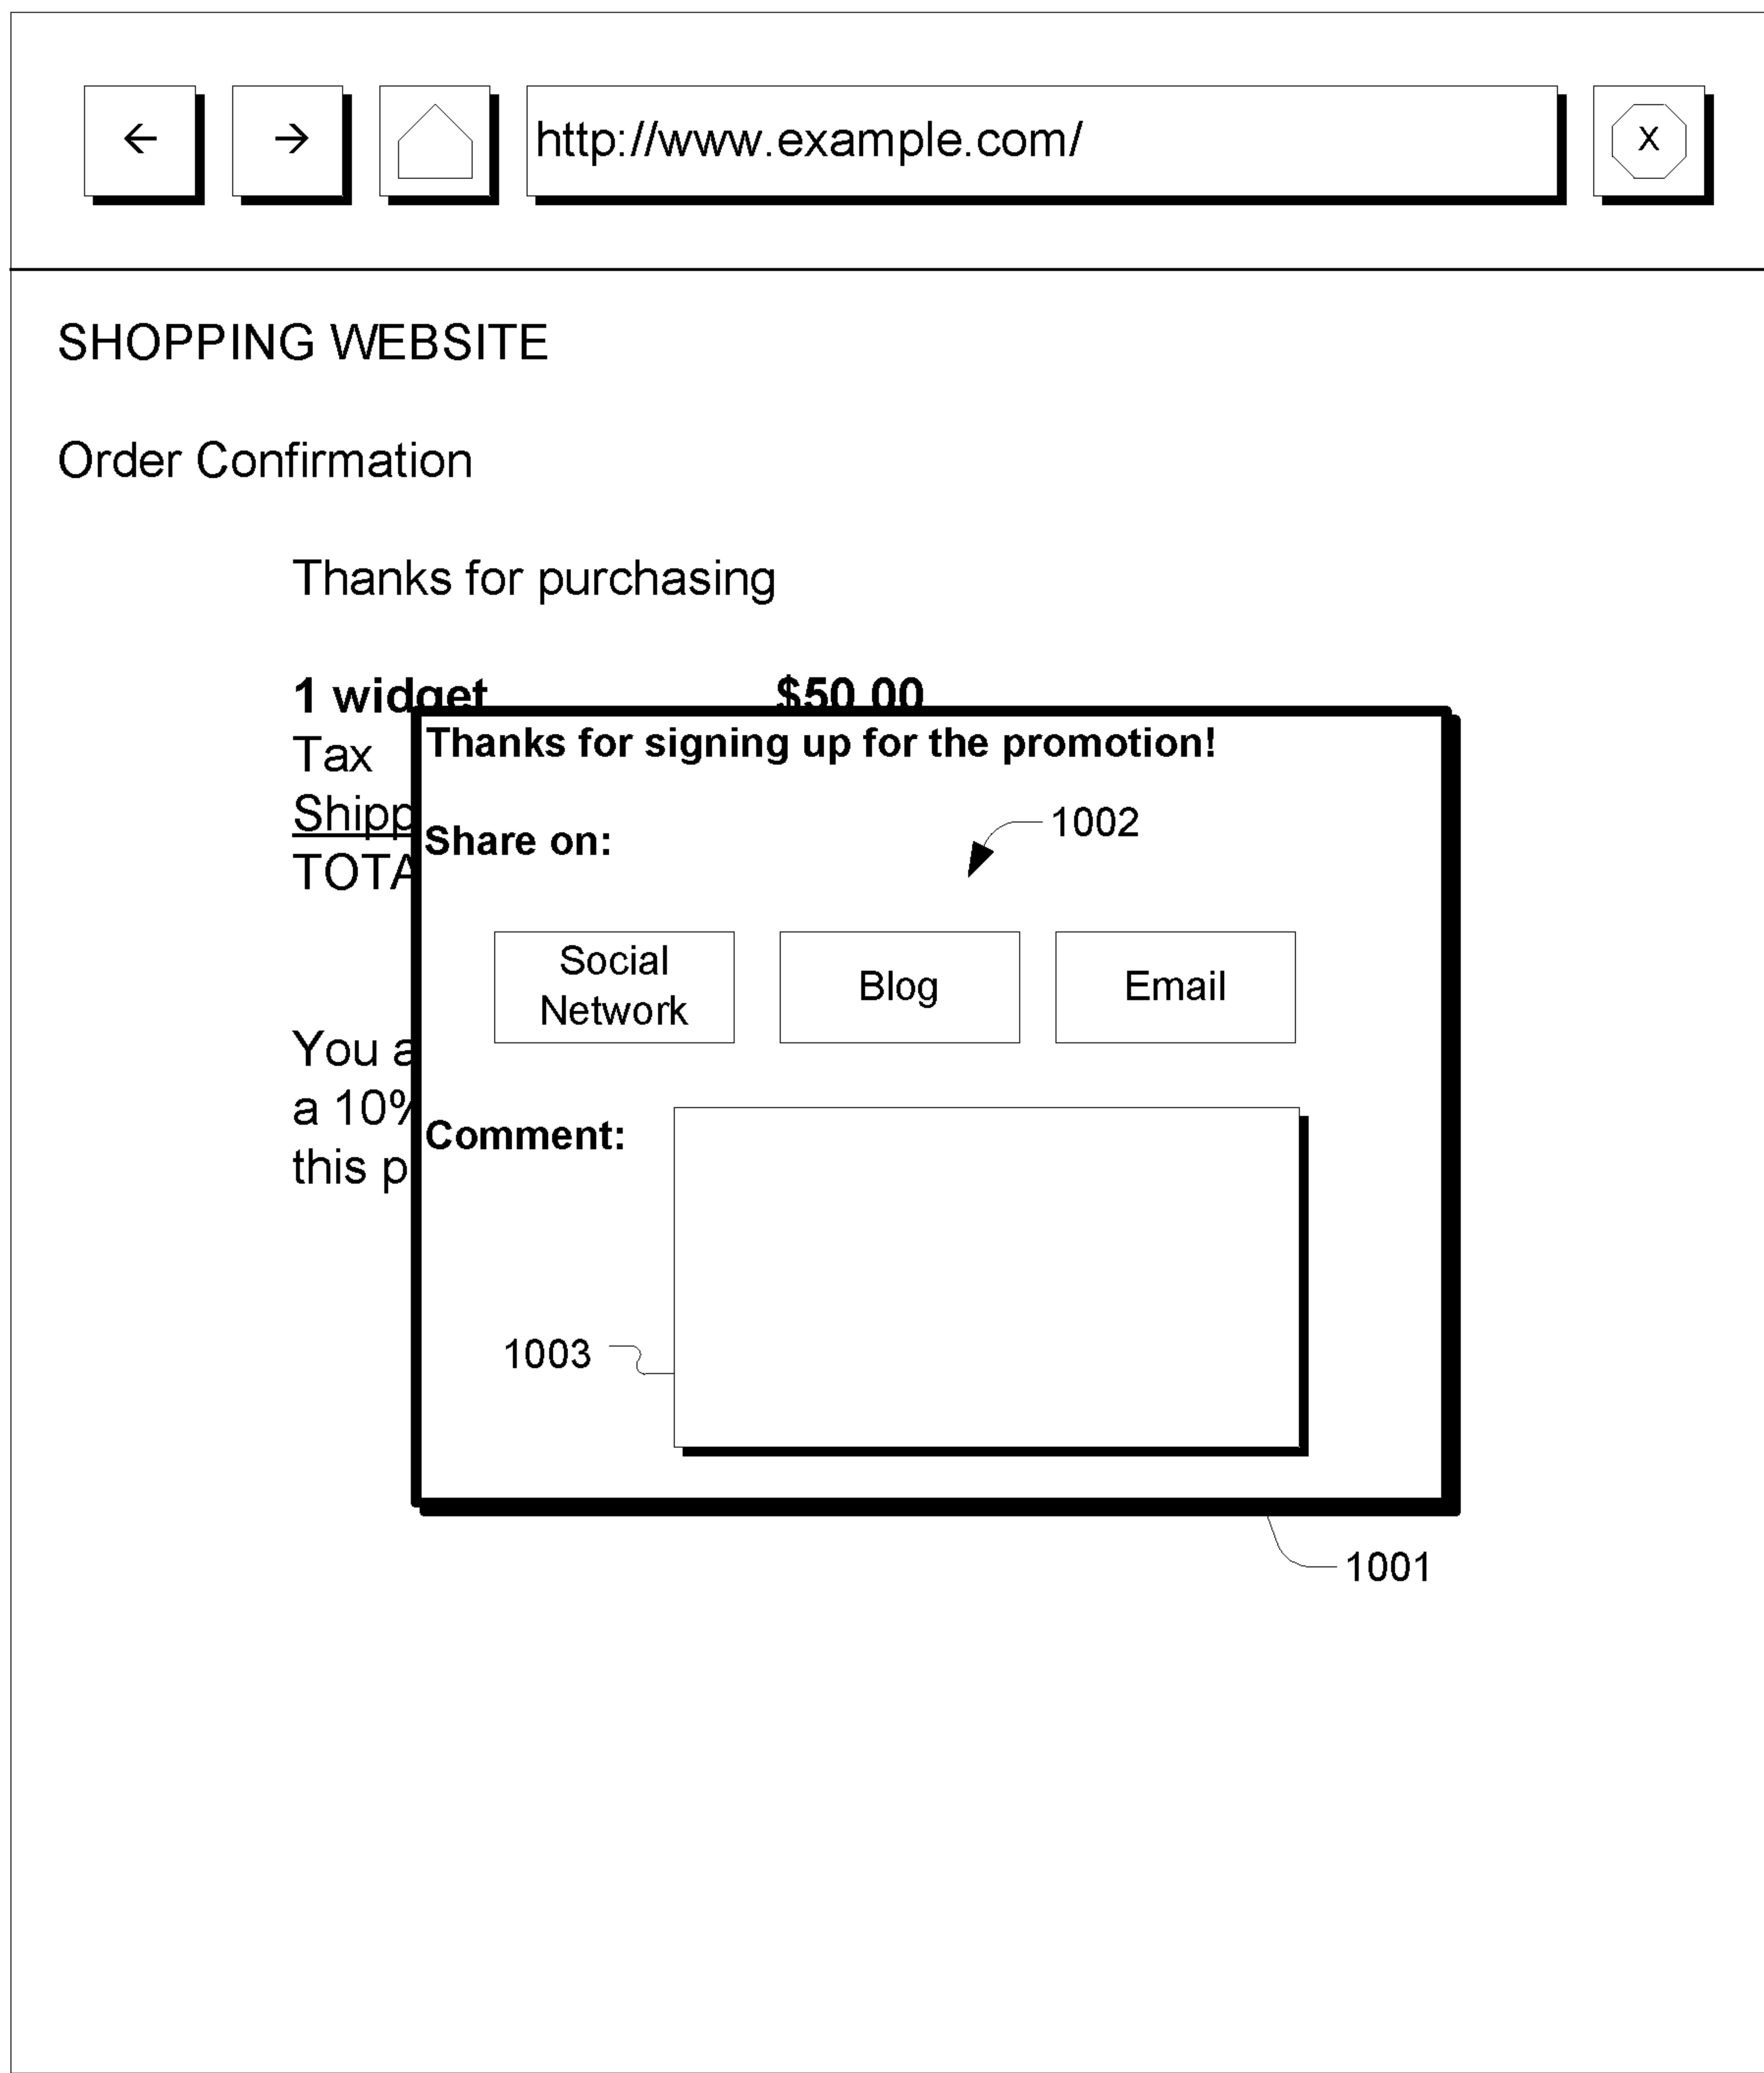 http://www.example.com/
X
SHOPPING WEBSITE
Order Confirmation
Thanks for purchasing
1 widget $50.00
Tax
Shipp
TOTA
Thanks for signing up for the promotion!
1002
Share on:
Social
Network
Blog
Email
You a
a 10%
this p
Comment:
1003
1001